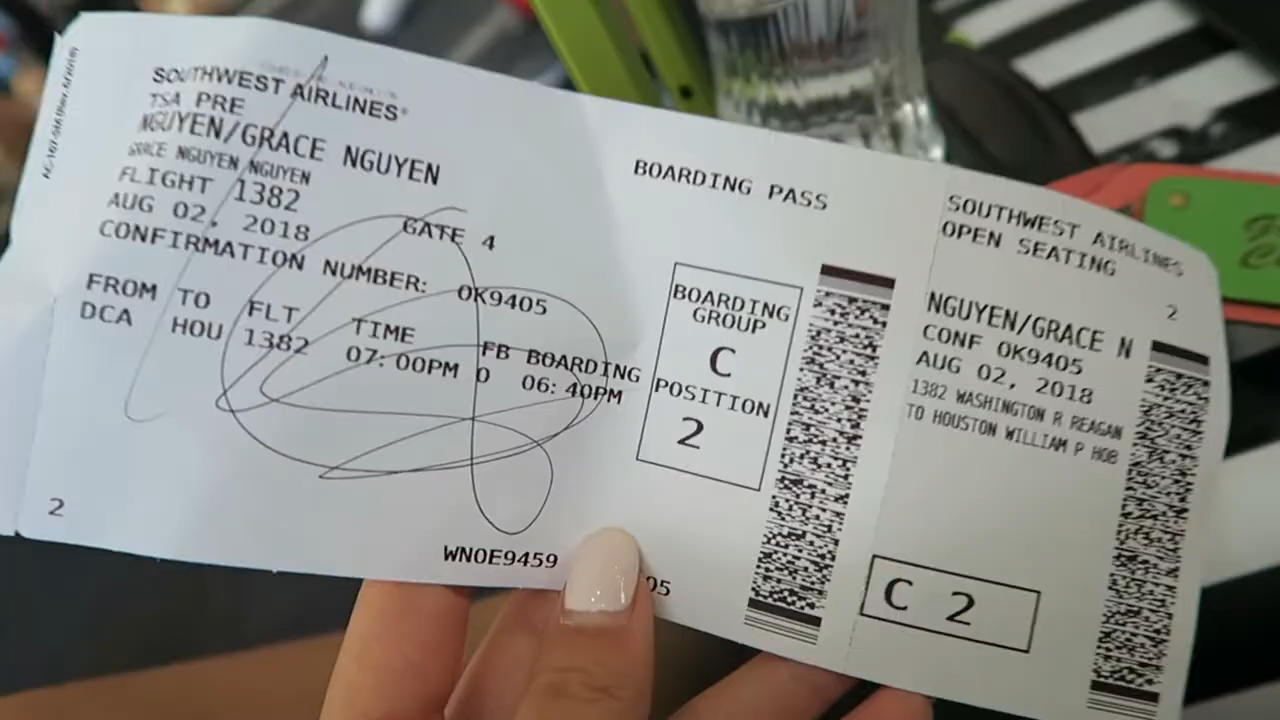 SOUTHWEST AIRLINES®
TSA PRE
NGUYEN/GRACE NGUYEN
GRACE NGUYEN NGUYEN
FLIGHT 1382
AUG 02, 2018 GATE 4
CONFIRMATION NUMBER: 0K9405
FROM TO FLT TIME FB BOARDING
DCA HOU 1382 07:00PM 0 06:40PM
2
WN0E9459
05
BOARDING PASS
BOARDING
GROUP
C
POSITION
2
SOUTHWEST AIRLINES
OPEN SEATING
2
NGUYEN/GRACE N
CONF 0K9405
AUG 02, 2018
1382 WASHINGTON R REAGAN
TO HOUSTON WILLIAM P HOB
C 2